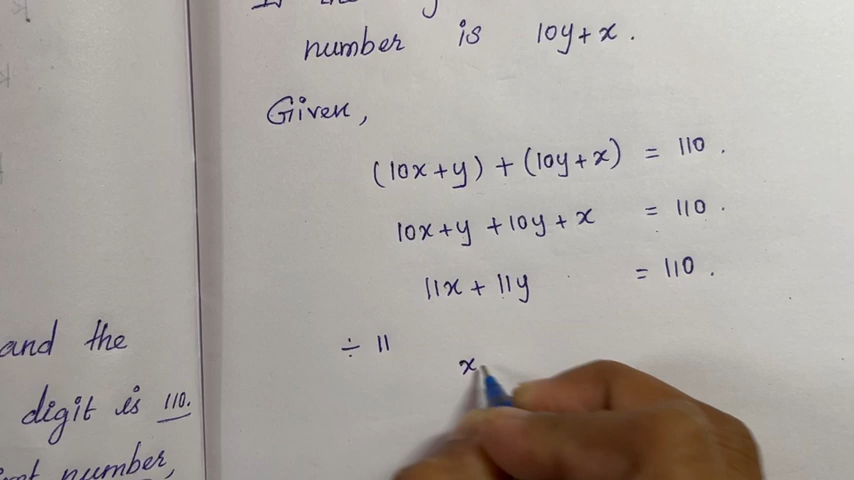 number is 10y+x.
Given,
(10x+y) + (10y+x) = 110.
10x+y +10y+x = 110.
11x + 11y = 110.
÷ 11
x
and the
digit is 110.
number,